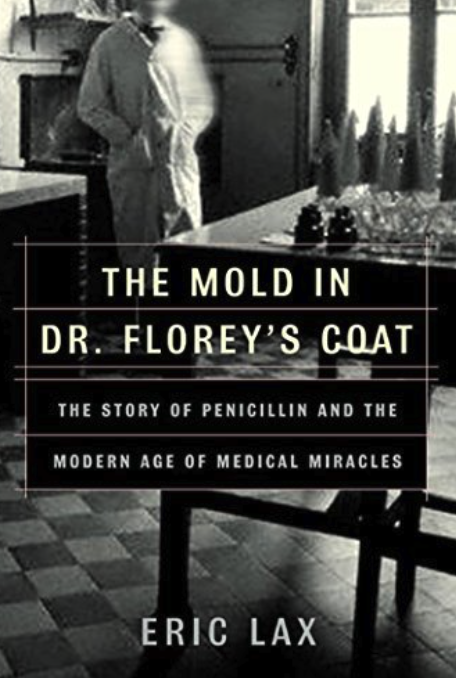 THE MOLD IN
DR. FLOREY'S COAT
THE STORY OF PENICILLIN AND THE
MODERN AGE OF MEDICAL MIRACLES
ERIC LAX